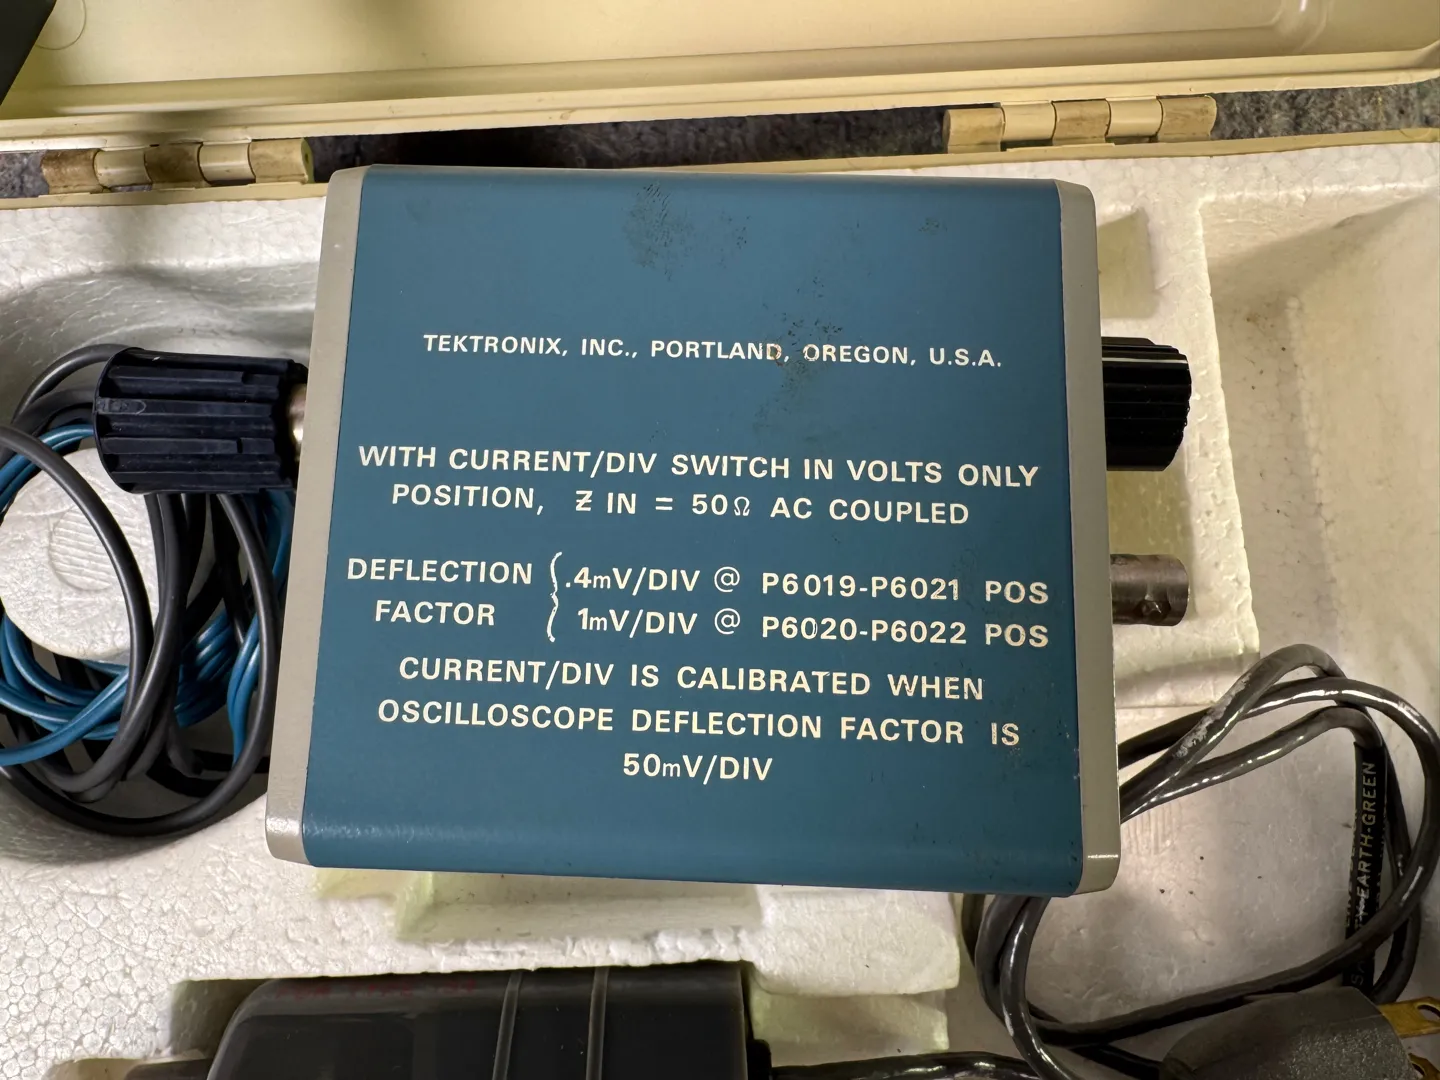 TEKTRONIX, INC., PORTLAND, OREGON, U.S.A.
WITH CURRENT/DIV SWITCH IN VOLTS ONLY
POSITION, Z IN = 50Ω AC COUPLED
DEFLECTION FACTOR { .4mV/DIV @ P6019-P6021 POS
1mV/DIV @ P6020-P6022 POS
CURRENT/DIV IS CALIBRATED WHEN
OSCILLOSCOPE DEFLECTION FACTOR IS
50mV/DIV
EARTH-GREEN